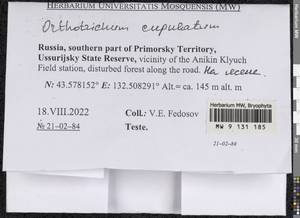 HERBARIUM UNIVERSITATIS MOSQUENSIS (MW)
Orthotrichum cupulatum
Russia, southern part of Primorsky Territory,
Ussurijsky State Reserve, vicinity of the Anikin Klyuch
Field station, disturbed forest along the road. На
N: 43.578152° E: 132.508291° Alt.= ca. 145 m alt. m
18.VIII.2022 Coll.: V.E. Fedosov
№ 21-02-84 Teste.
Herbarium MW, Bryophyta
MW 9 131 185
21-02-84